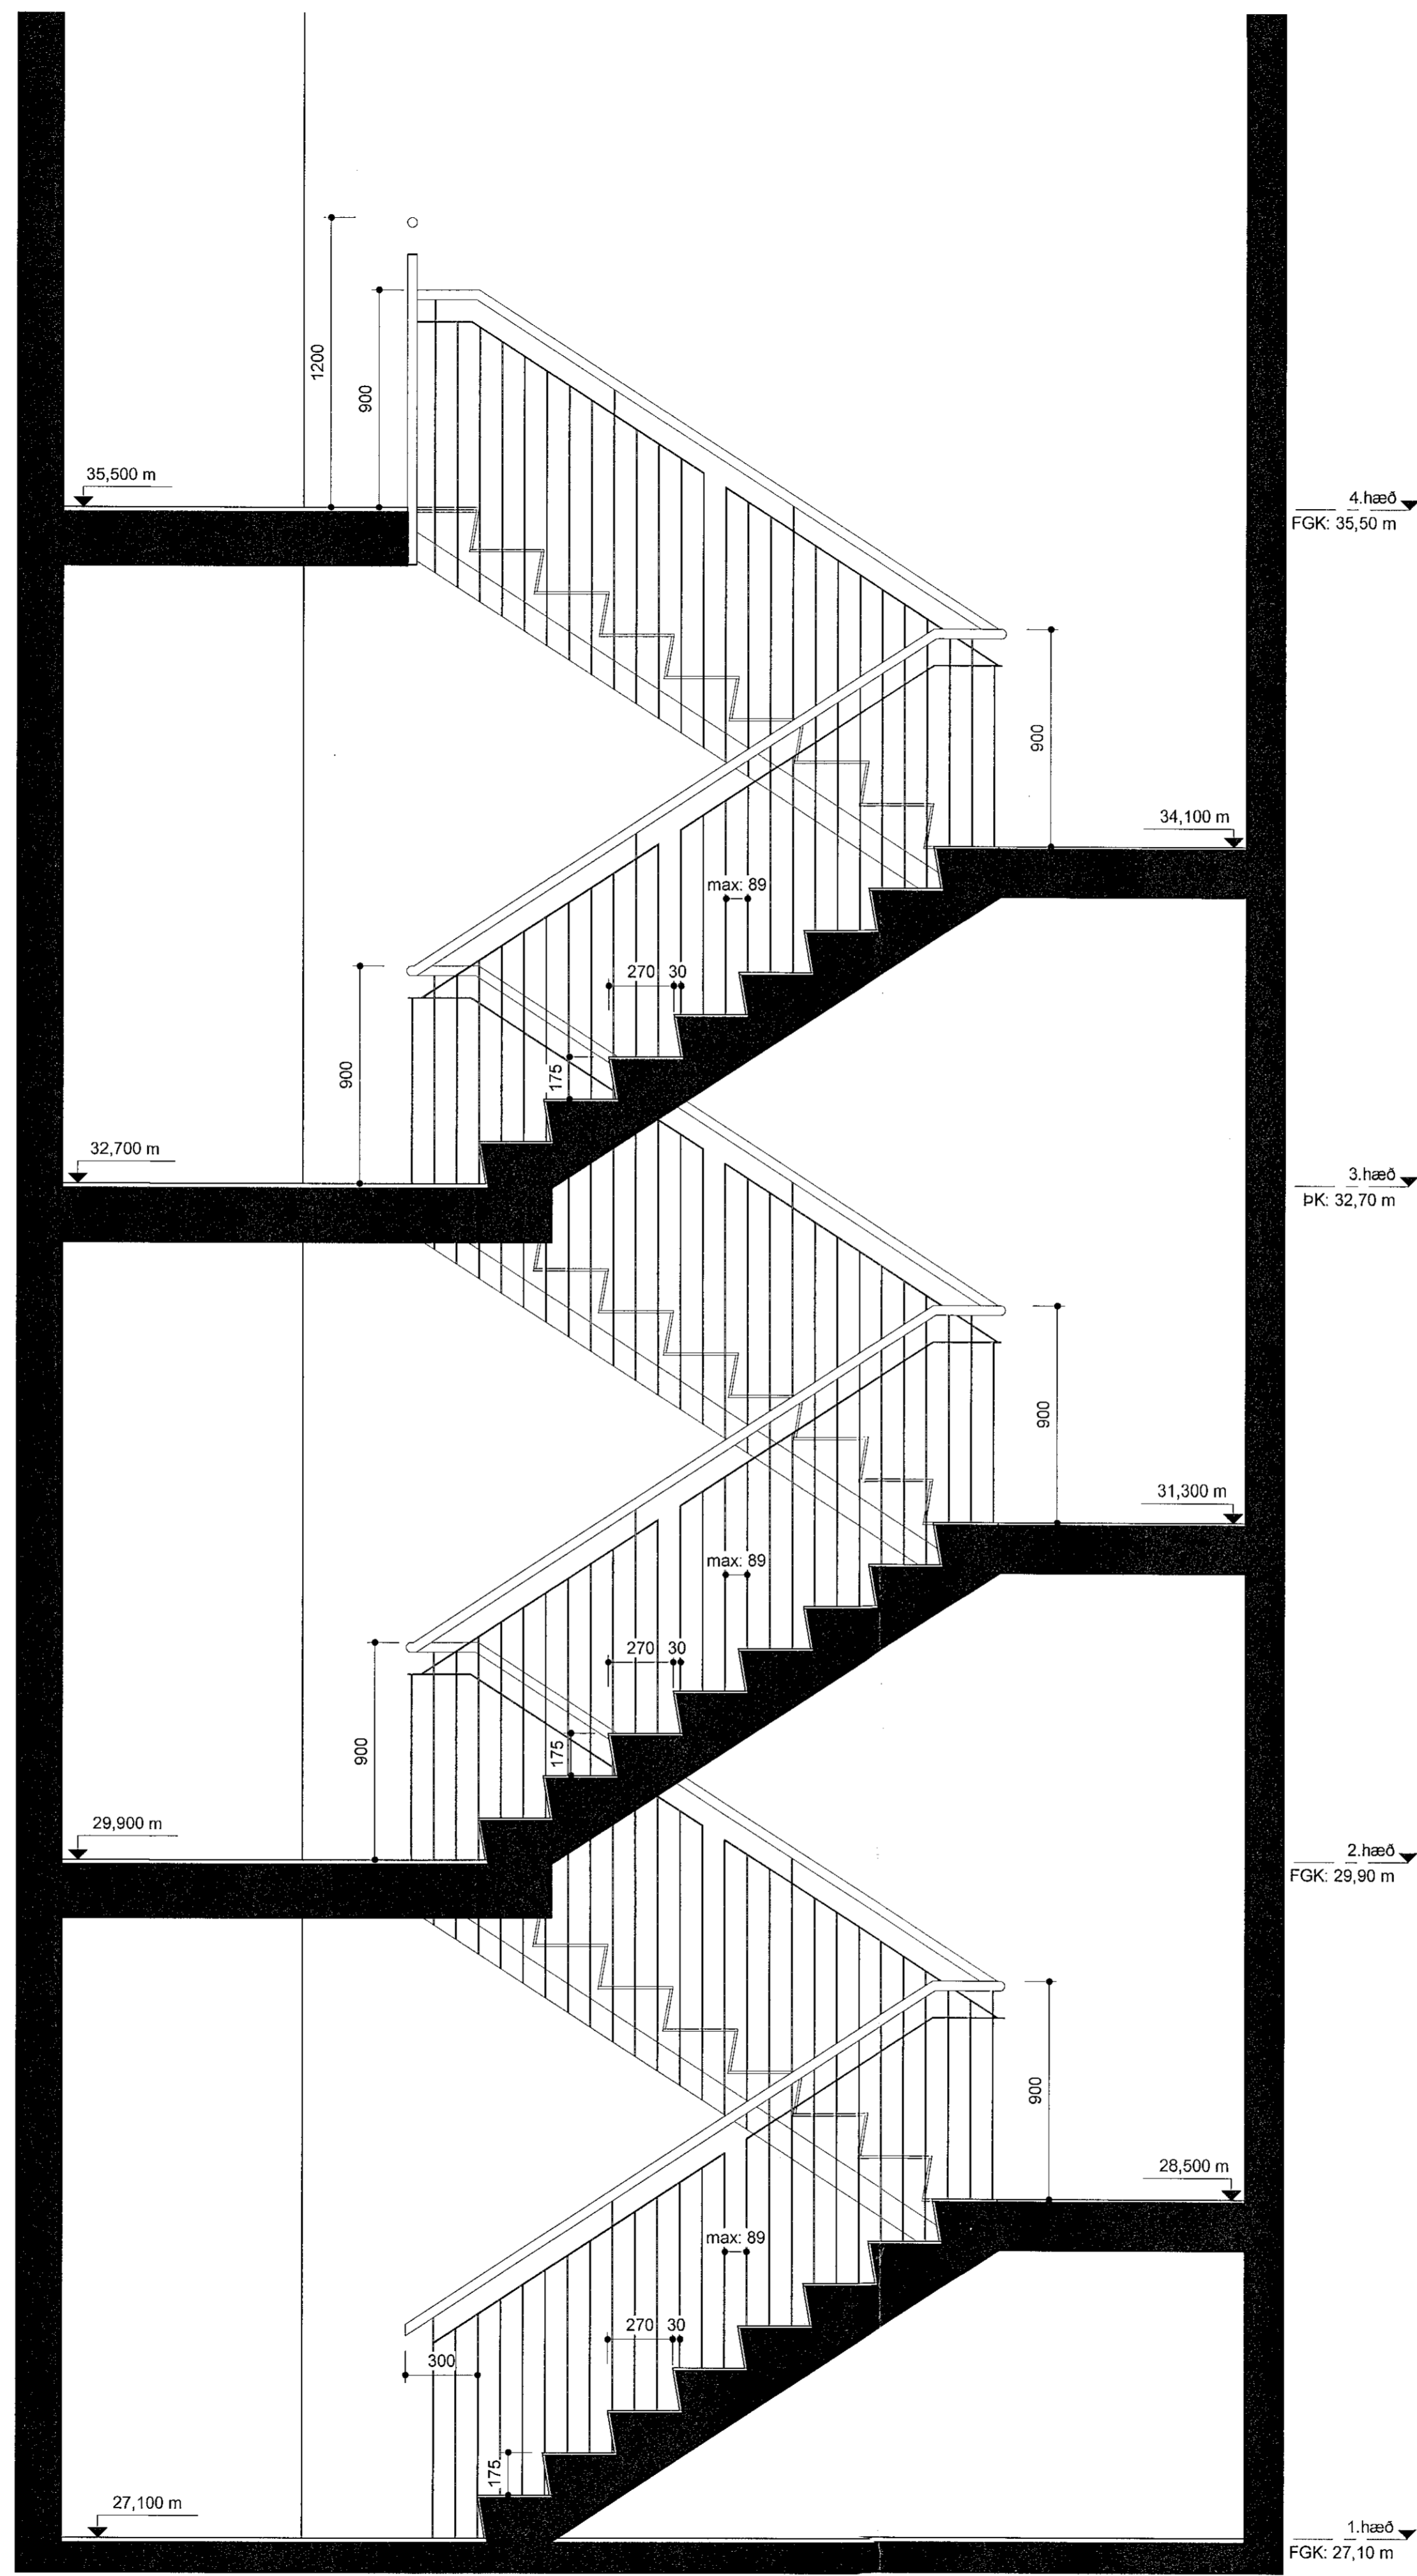 1200
900
35,500 m
4.hæð
FGK: 35,50 m
900
34,100 m
max: 89
270 30
900
175
32,700 m
3.hæð
ÞK: 32,70 m
900
31,300 m
max: 89
270 30
900
175
29,900 m
2.hæð
FGK: 29,90 m
900
28,500 m
max: 89
270 30
300
175
27,100 m
1.hæð
FGK: 27,10 m